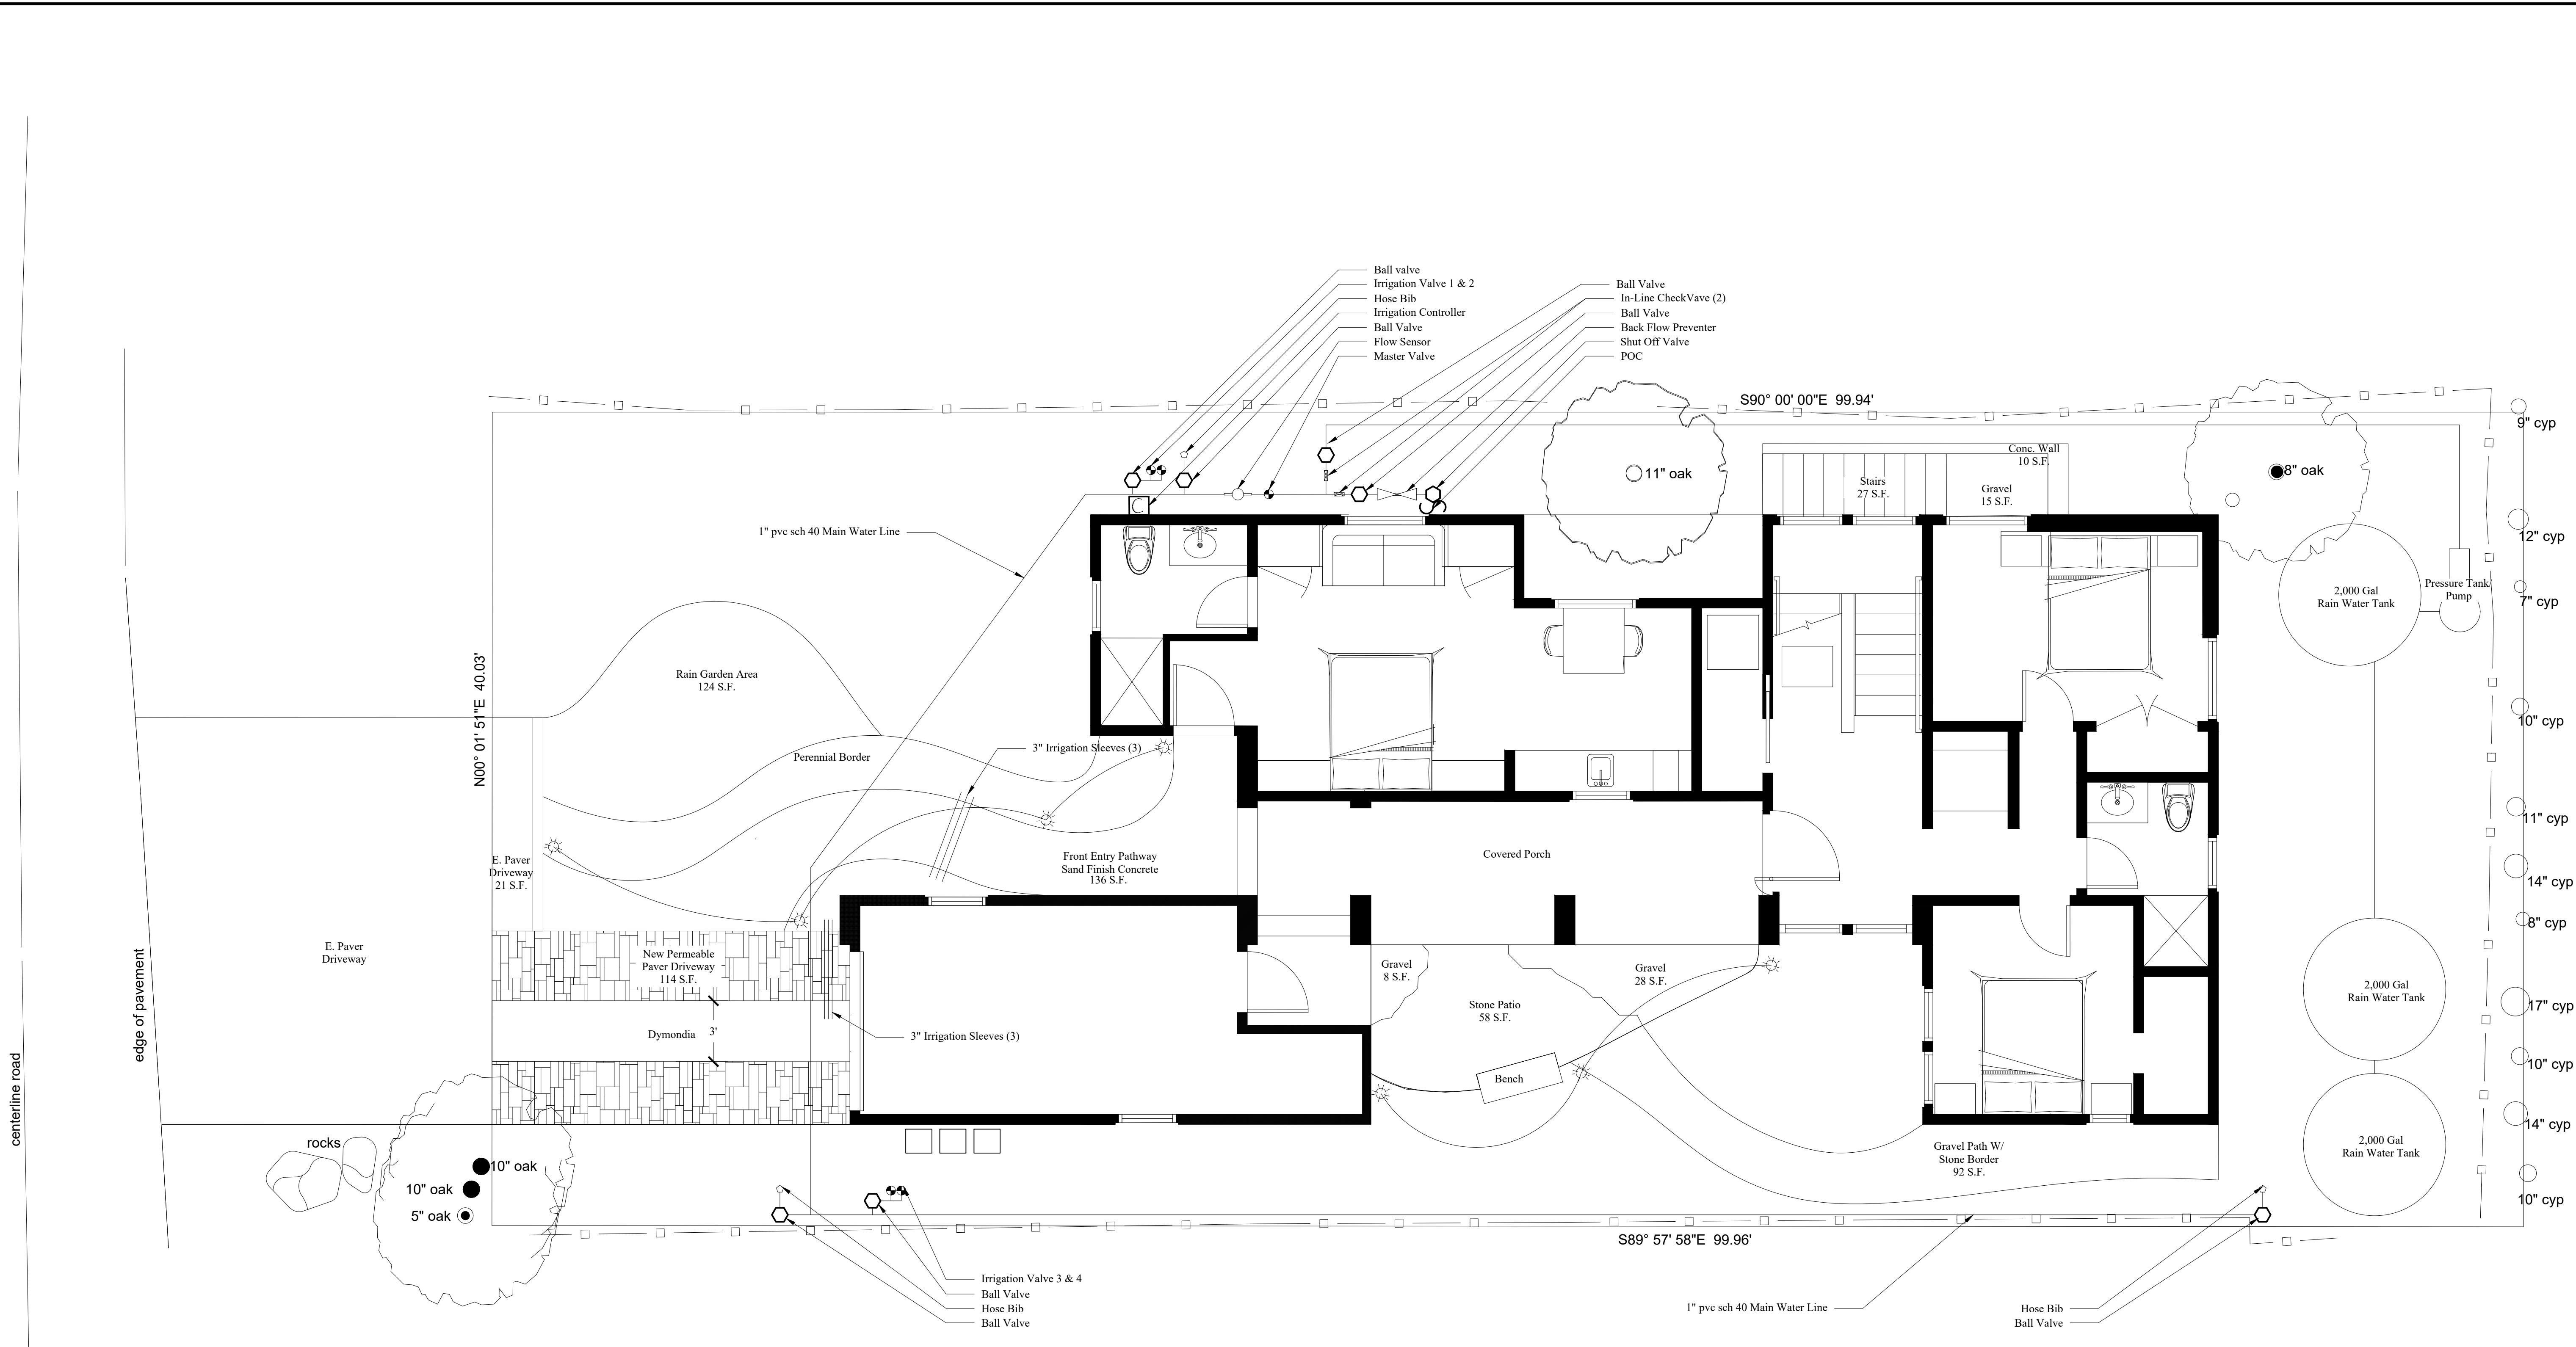 Ball valve
Irrigation Valve 1 & 2
Hose Bib
Irrigation Controller
Ball Valve
Flow Sensor
Master Valve
Ball Valve
In-Line CheckVave (2)
Ball Valve
Back Flow Preventer
Shut Off Valve
POC
S90° 00' 00"E 99.94'
9" cyp
11" oak
Conc. Wall
10 S.F.
Stairs
27 S.F.
Gravel
15 S.F.
8" oak
C
1" pvc sch 40 Main Water Line
12" cyp
2,000 Gal
Rain Water Tank
Pressure Tank/
Pump
7" cyp
N00° 01' 51"E 40.03'
Rain Garden Area
124 S.F.
10" cyp
3" Irrigation Sleeves (3)
Perennial Border
11" cyp
E. Paver
Driveway
21 S.F.
Front Entry Pathway
Sand Finish Concrete
136 S.F.
Covered Porch
14" cyp
8" cyp
E. Paver
Driveway
New Permeable
Paver Driveway
114 S.F.
Gravel
8 S.F.
Gravel
28 S.F.
Stone Patio
58 S.F.
2,000 Gal
Rain Water Tank
17" cyp
edge of pavement
centerline road
Dymondia
3'
3" Irrigation Sleeves (3)
Bench
10" cyp
14" cyp
rocks
10" oak
10" oak
5" oak
Gravel Path W/
Stone Border
92 S.F.
2,000 Gal
Rain Water Tank
10" cyp
S89° 57' 58"E 99.96'
Irrigation Valve 3 & 4
Ball Valve
Hose Bib
Ball Valve
1" pvc sch 40 Main Water Line
Hose Bib
Ball Valve